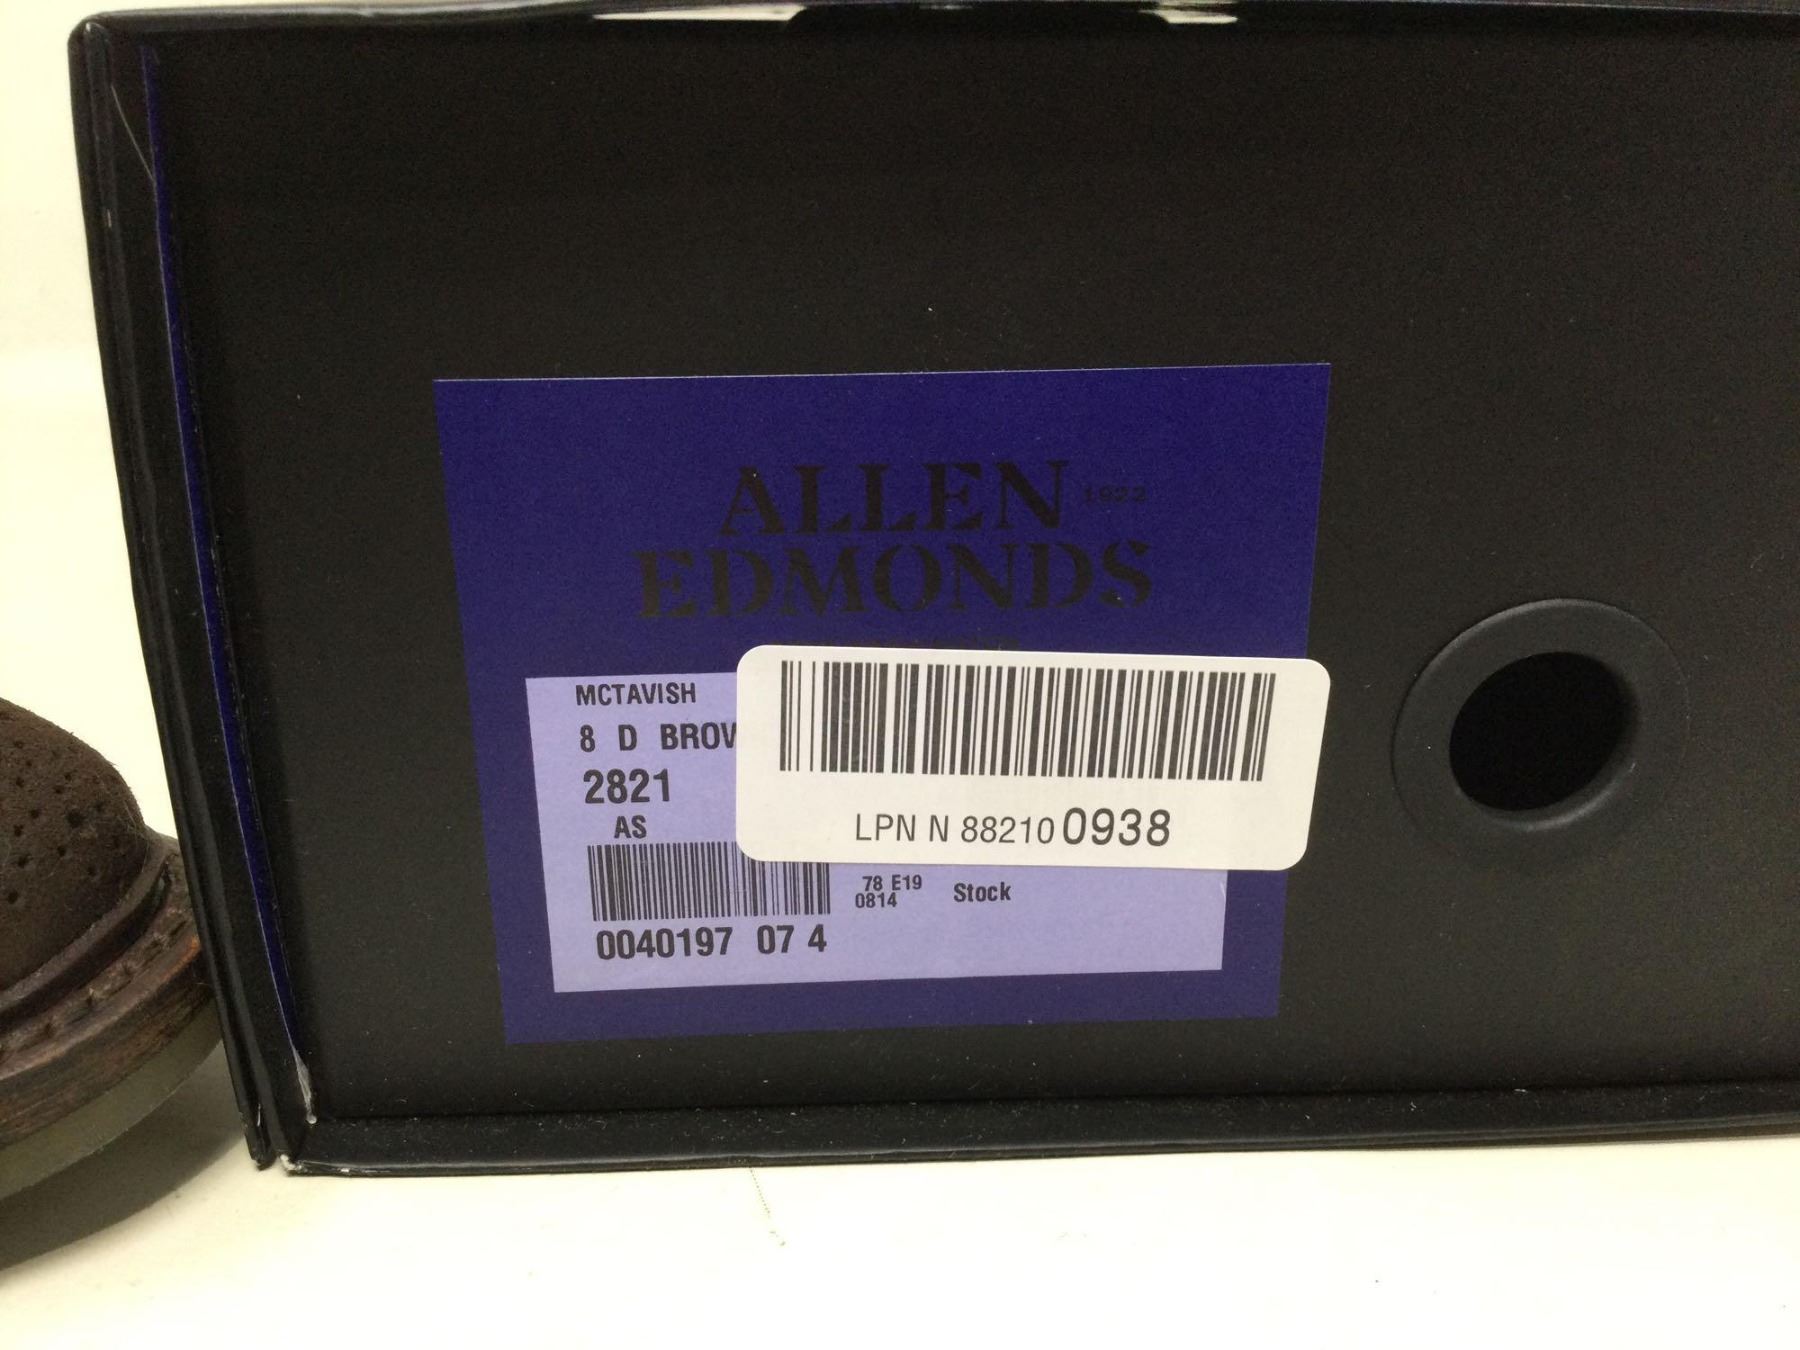 ALLEN 1922
EDMONDS
MCTAVISH
8 D BROW
2821
AS
LPN N 882100938
78 E19
0814
Stock
0040197 07 4